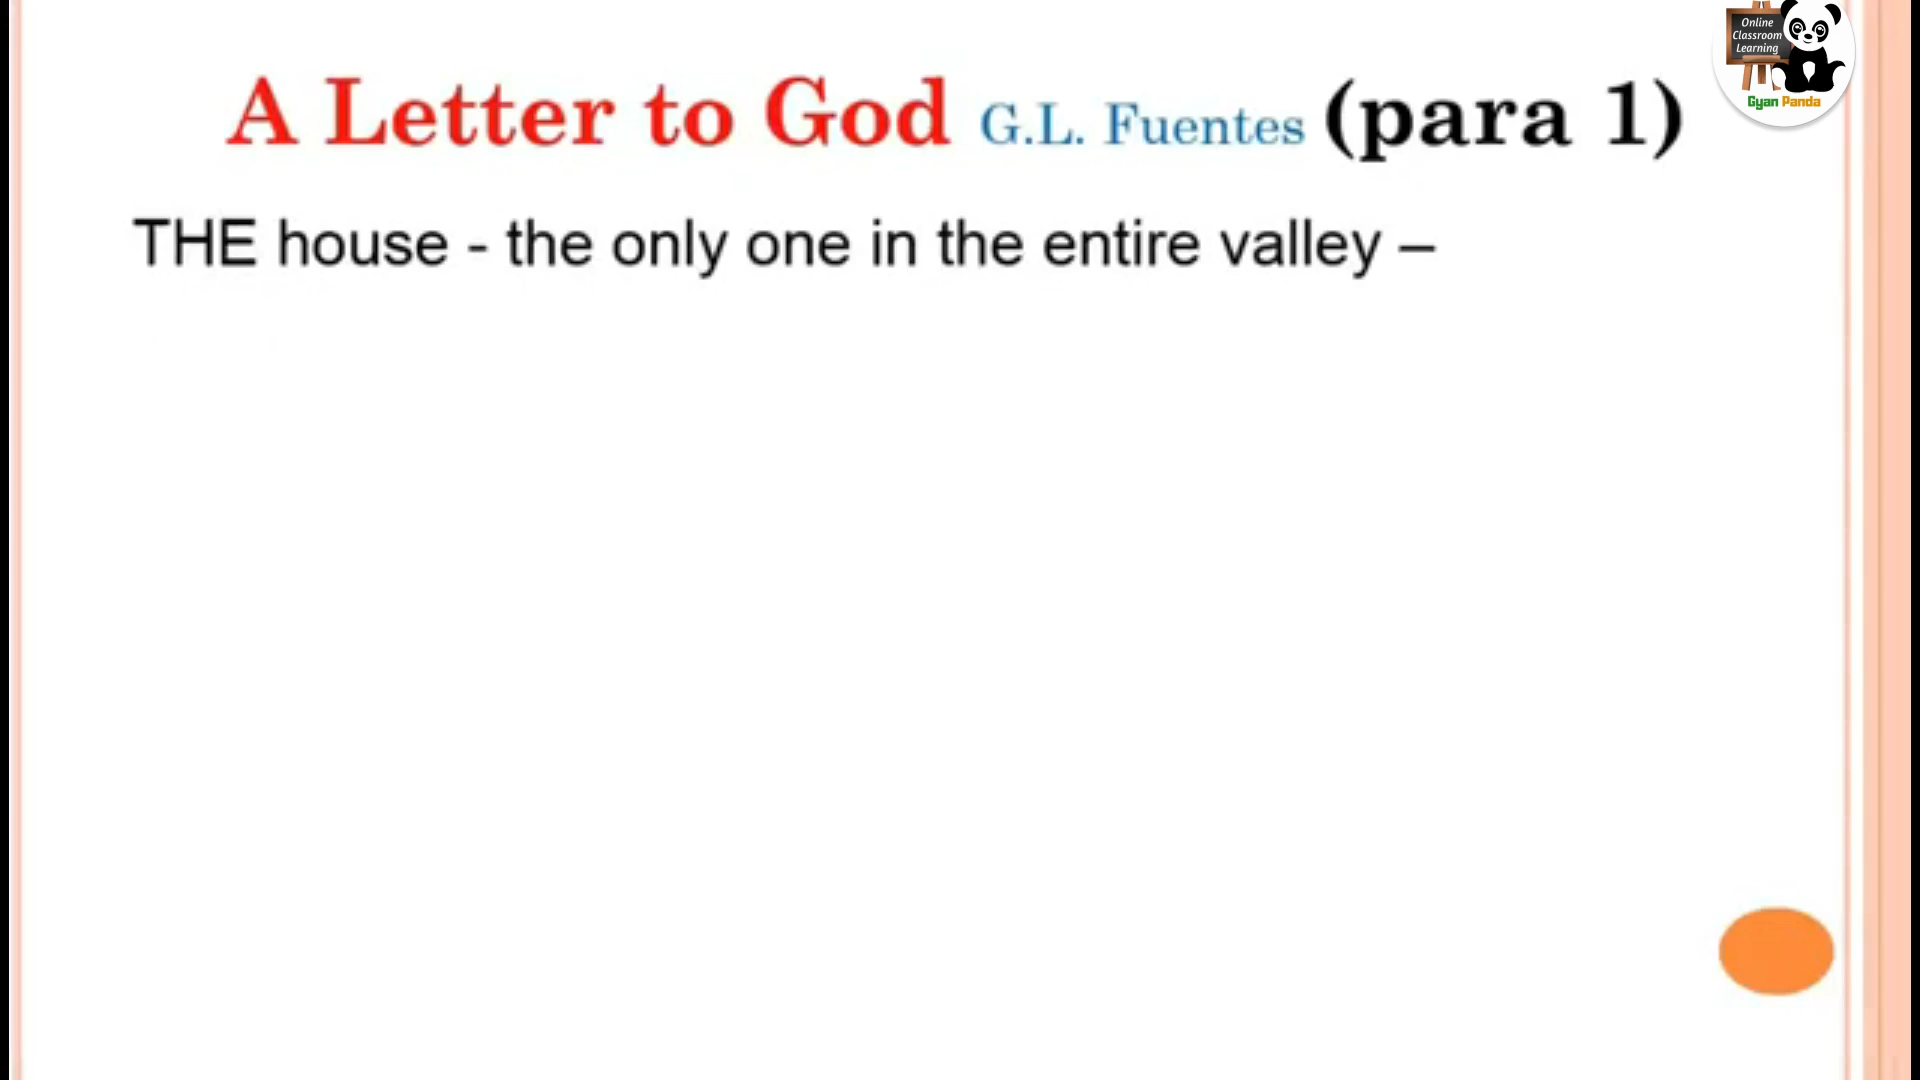 Online
Classroom
Learning
Gyan Panda
A Letter to God G.L. Fuentes (para 1)
THE house - the only one in the entire valley –